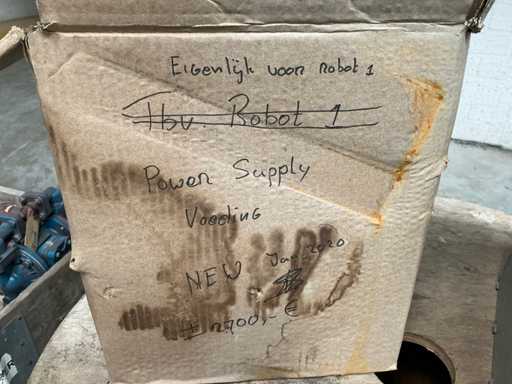 Eigenlijk voor Robot 1
Tbv. Robot 1
Power Supply
Voeding
NEW Jan 2020
± 2700,- €